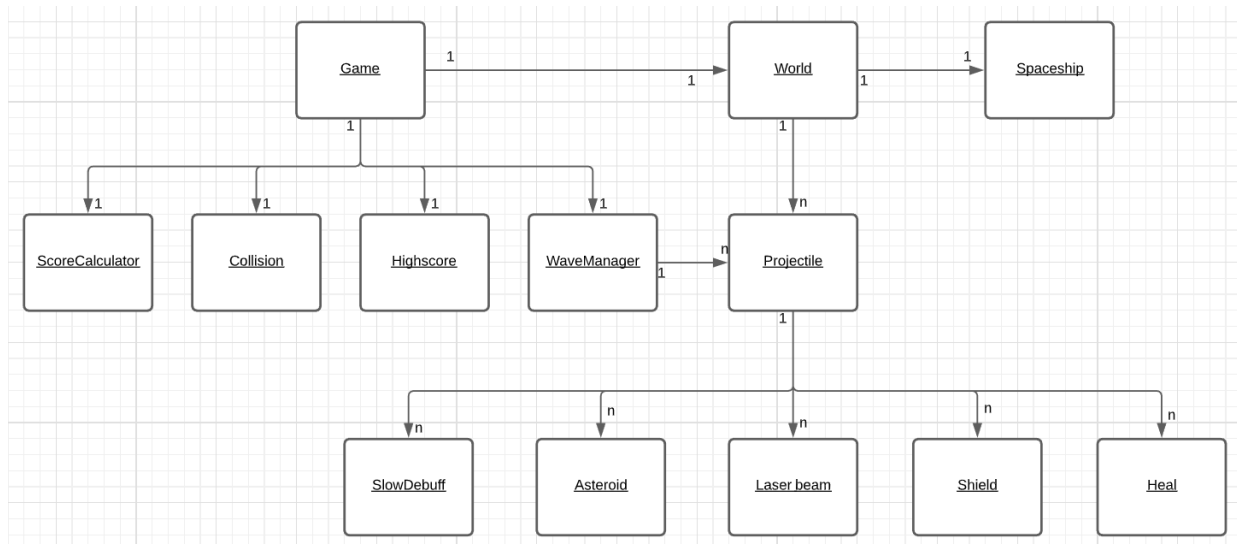 Game
World
Spaceship
1
1
1
1
1
1
1
1
1
1
n
ScoreCalculator
Collision
Highscore
WaveManager
Projectile
n
1
1
n
n
n
n
n
SlowDebuff
Asteroid
Laser beam
Shield
Heal